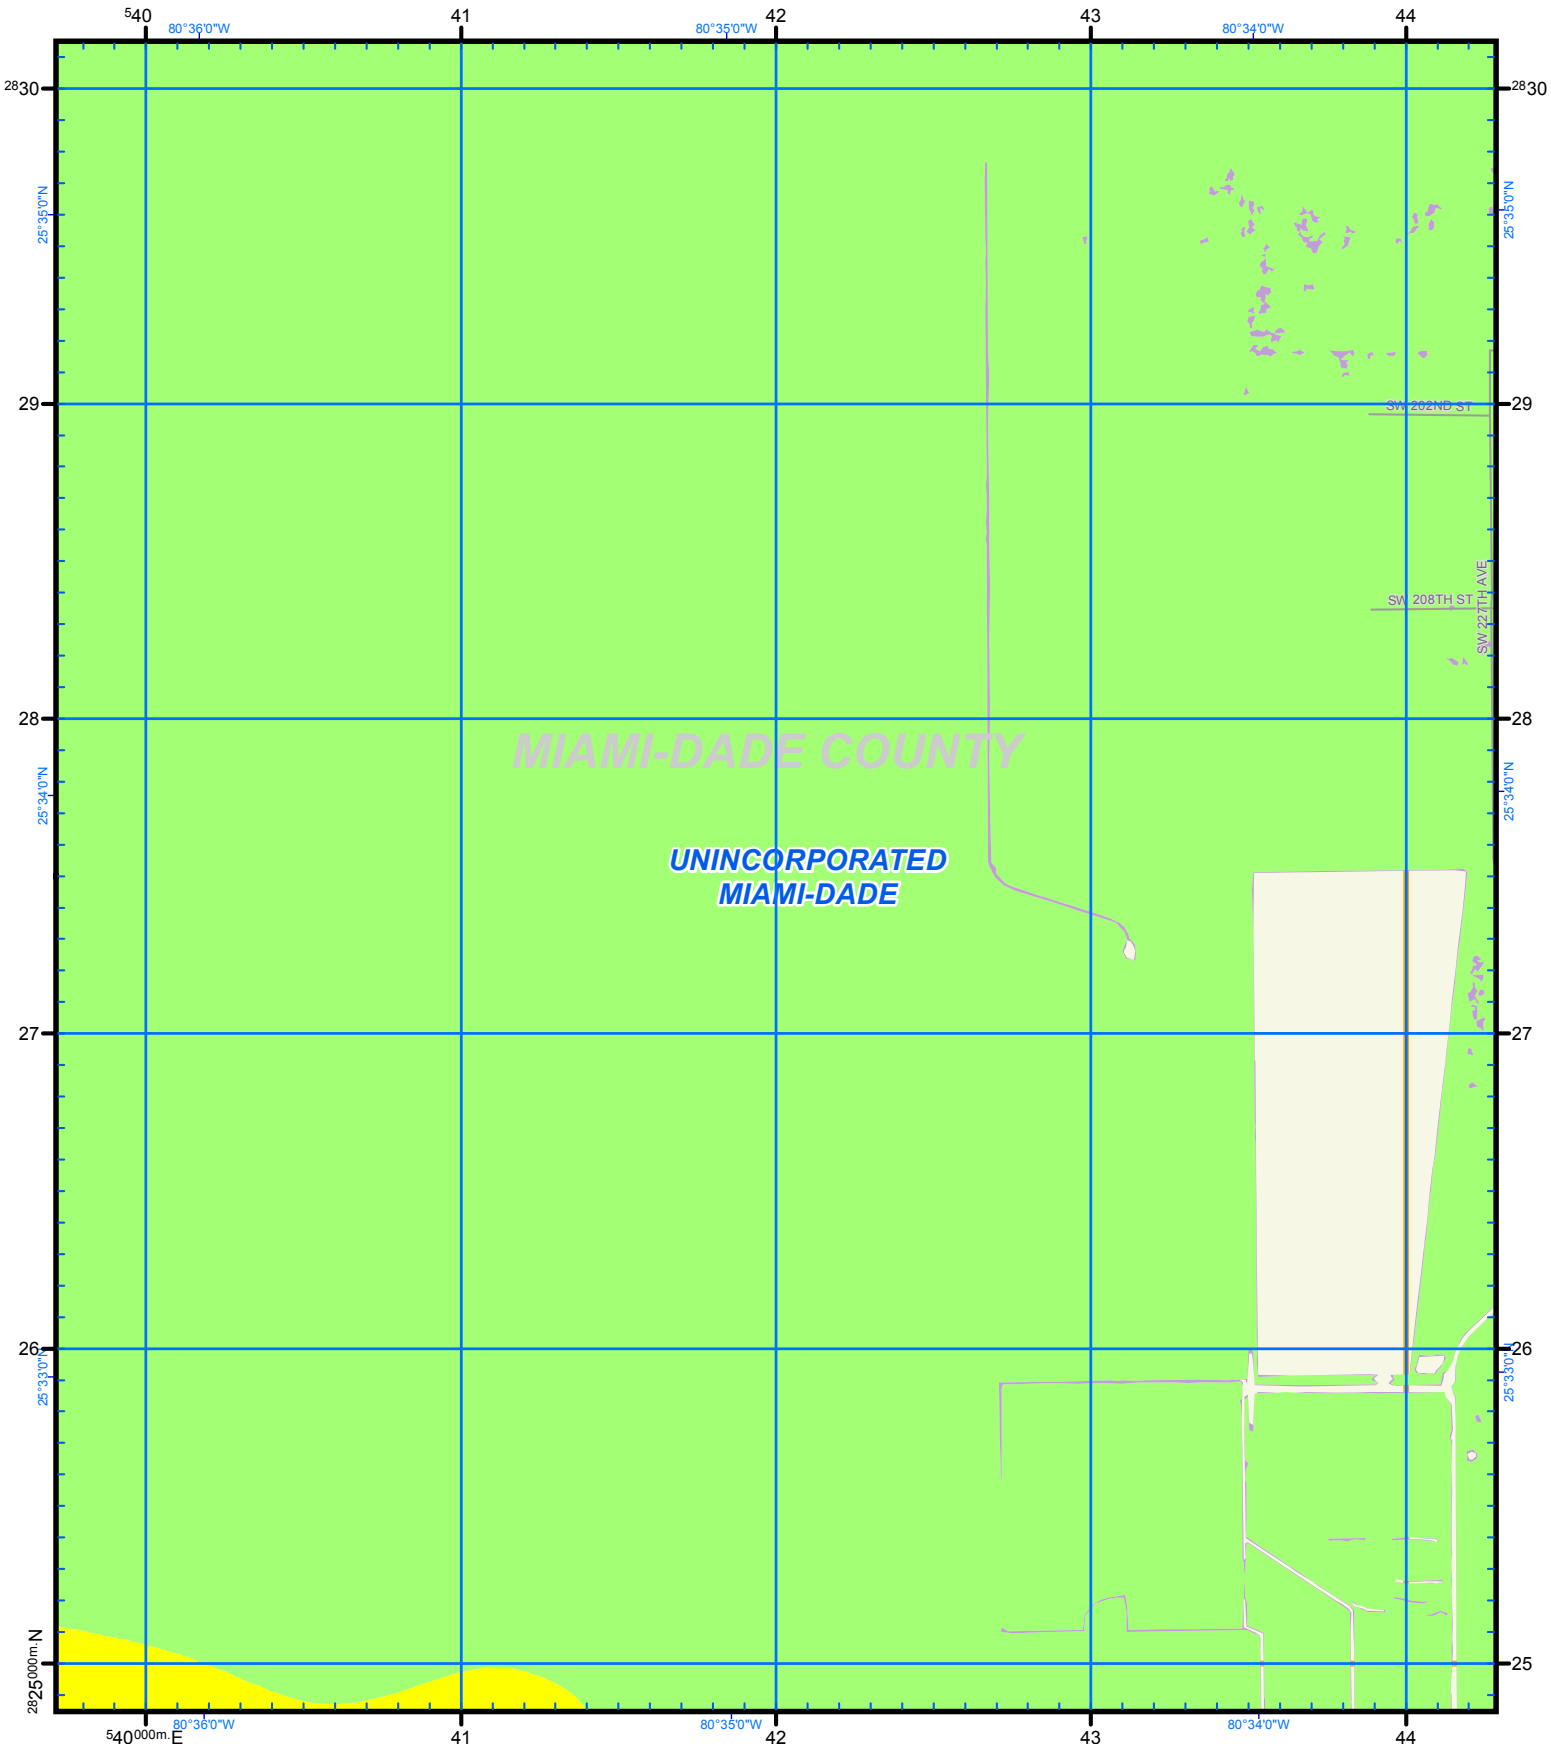 ⁵40 41 42 43 44
80°36'0"W 80°35'0"W 80°34'0"W
²⁸30 ²⁸30
25°35'0"N 25°35'0"N
29 29
SW 202ND ST
SW 227TH AVE
SW 208TH ST
28 28
MIAMI-DADE COUNTY
25°34'0"N 25°34'0"N
UNINCORPORATED
MIAMI-DADE
27 27
26 26
25°33'0"N 25°33'0"N
²⁸25⁰⁰⁰ᵐ·N 25
80°36'0"W 80°35'0"W 80°34'0"W
⁵40⁰⁰⁰ᵐ·E 41 42 43 44